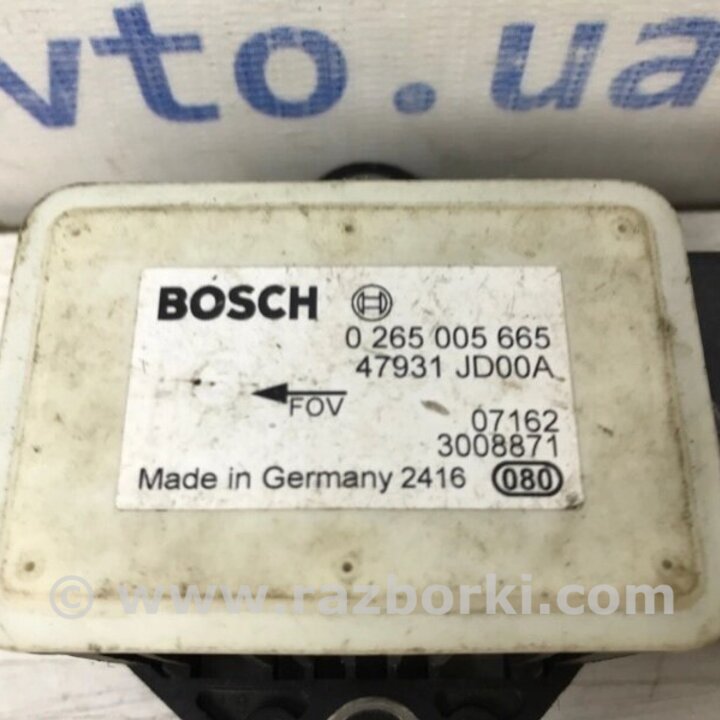 vto.ua
BOSCH
0 265 005 665
47931 JD00A
FOV
07162
3008871
Made in Germany 2416 080
© www.razborki.com